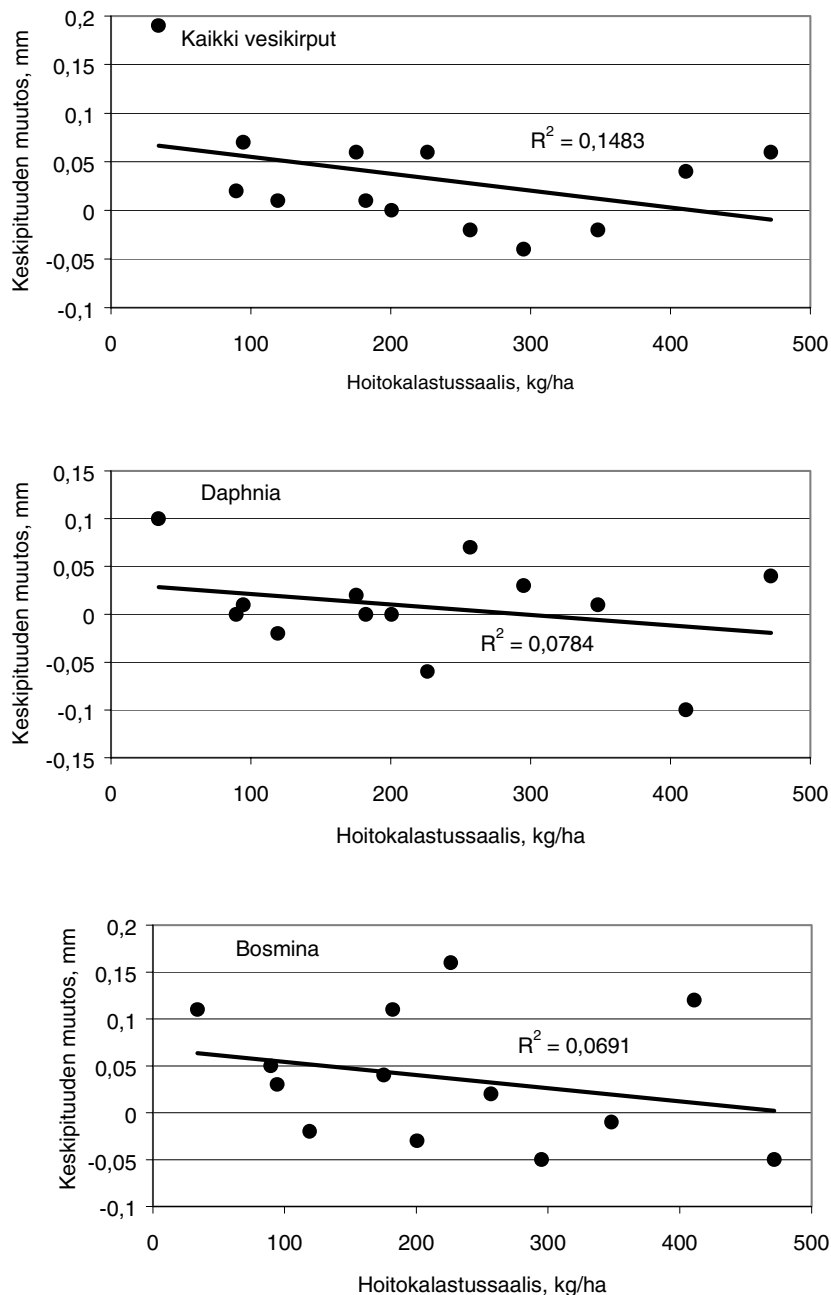 0,2
Kaikki vesikirput
0,15
0,1
R² = 0,1483
0,05
0
-0,05
-0,1
Keskipituuden muutos, mm
0 100 200 300 400 500
Hoitokalastussaalis, kg/ha
0,15
Daphnia
0,1
0,05
0
R² = 0,0784
-0,05
-0,1
-0,15
Keskipituuden muutos, mm
0 100 200 300 400 500
Hoitokalastussaalis, kg/ha
0,2
Bosmina
0,15
0,1
R² = 0,0691
0,05
0
-0,05
-0,1
Keskipituuden muutos, mm
0 100 200 300 400 500
Hoitokalastussaalis, kg/ha